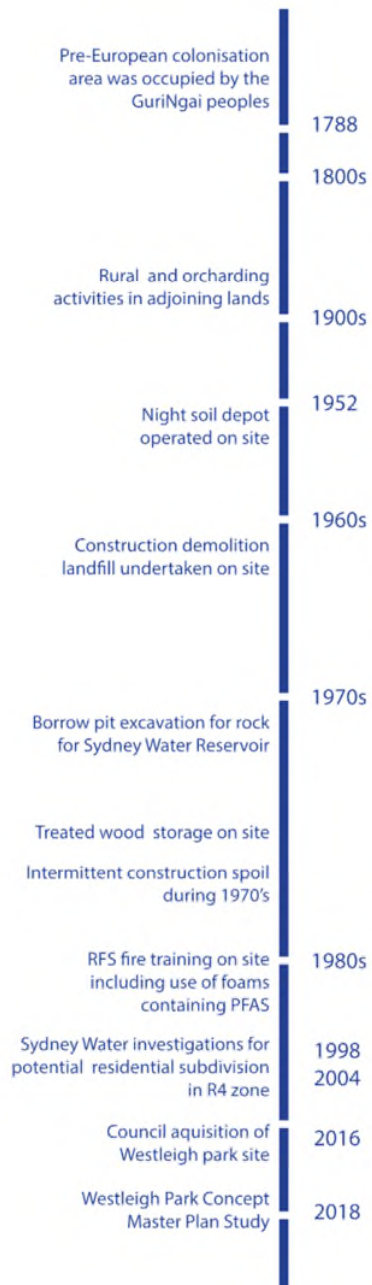 Pre-European colonisation
area was occupied by the
GuriNgai peoples
1788
1800s
Rural and orcharding
activities in adjoining lands
1900s
1952
Night soil depot
operated on site
1960s
Construction demolition
landfill undertaken on site
1970s
Borrow pit excavation for rock
for Sydney Water Reservoir
Treated wood storage on site
Intermittent construction spoil
during 1970's
RFS fire training on site
1980s
including use of foams
containing PFAS
Sydney Water investigations for
1998
potential residential subdivision
2004
in R4 zone
Council aquisition of
2016
Westleigh park site
Westleigh Park Concept
2018
Master Plan Study